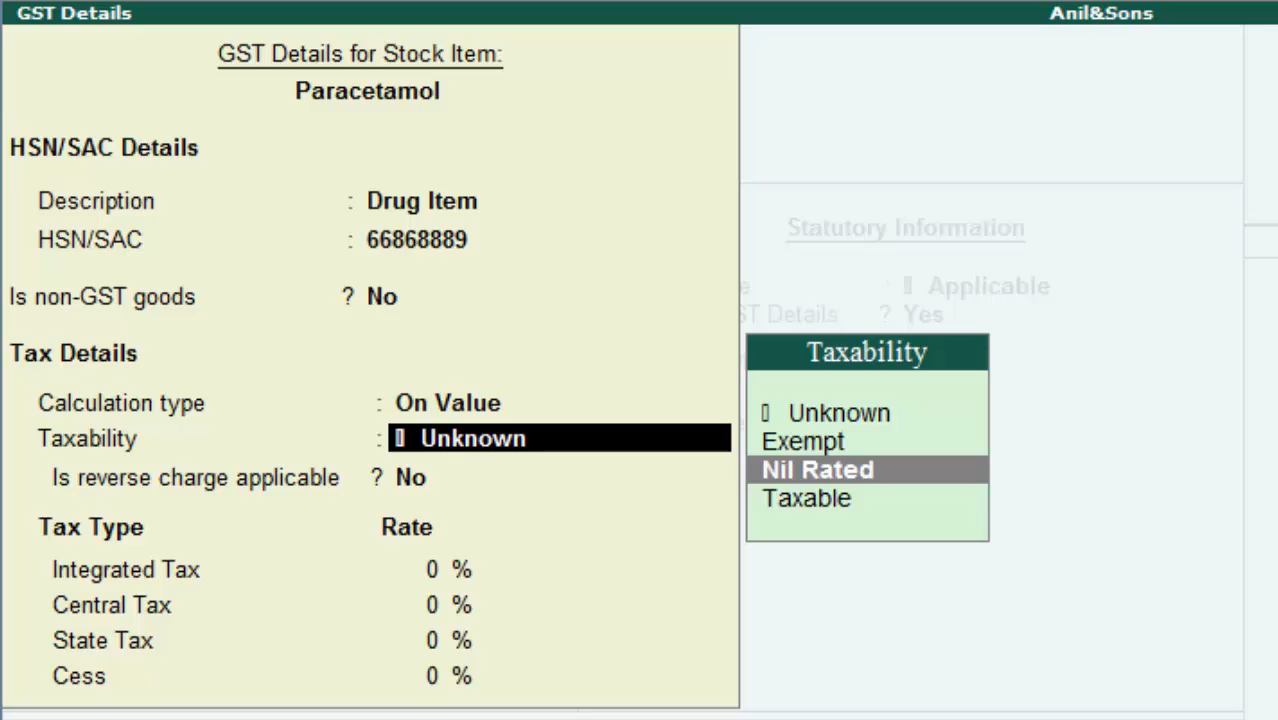 GST Details Anil&Sons
GST Details for Stock Item:
Paracetamol
HSN/SAC Details
Description : Drug Item
HSN/SAC : 66868889
Is non-GST goods ? No
Tax Details
Calculation type : On Value
Taxability : Unknown
Is reverse charge applicable ? No
Tax Type Rate
Integrated Tax 0 %
Central Tax 0 %
State Tax 0 %
Cess 0 %
Statutory Information
: Applicable
ST Details ? Yes
Taxability
Unknown
Exempt
Nil Rated
Taxable